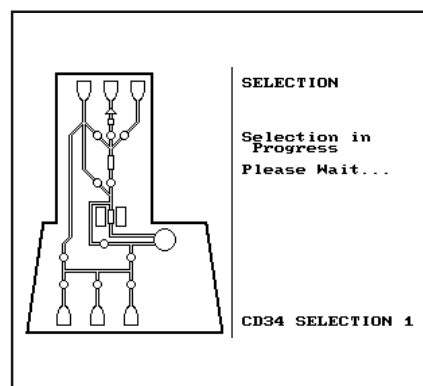 SELECTION
Selection in
Progress
Please Wait...
CD34 SELECTION 1